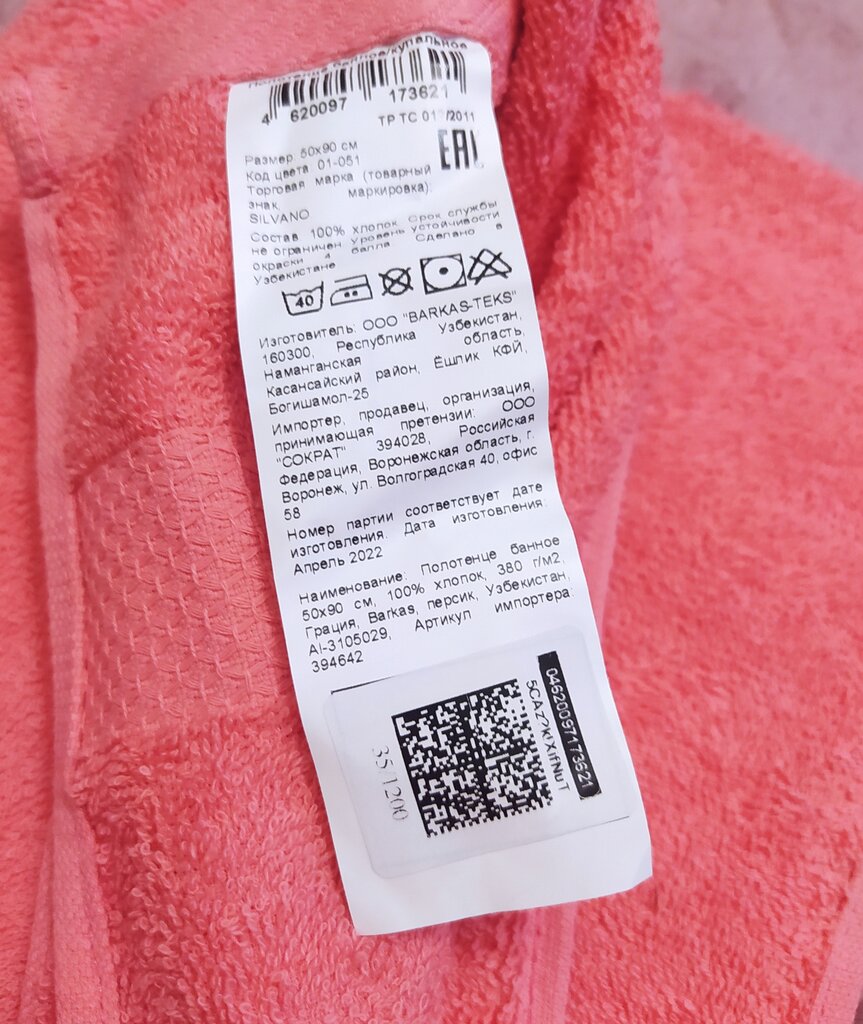 Полотенце банное/купальное
4 620097 173621
ТР ТС 01 /2011
EAC
Размер: 50х90 см
Код цвета: 01-051
Торговая марка (товарный
знак, маркировка):
SILVANO
Состав: 100% хлопок. Срок службы
не ограничен. Уровень устойчивости
окраски 4 балла. Сделано в
Узбекистане
40
Изготовитель: ООО "BARKAS-TEKS"
160300, Республика Узбекистан,
Наманганская область,
Касансайский район, Ёшлик КФЙ,
Богишамол-25
Импортер, продавец, организация,
принимающая претензии: ООО
"СОКРАТ" 394028, Российская
Федерация, Воронежская область, г.
Воронеж, ул. Волгоградская 40, офис
58
Номер партии соответствует дате
изготовления. Дата изготовления:
Апрель 2022
Наименование: Полотенце банное
50х90 см, 100% хлопок, 380 г/м2,
Грация, Barkas, персик, Узбекистан,
AI-3105029, Артикул импортера:
394642
04620097173621
35/1200